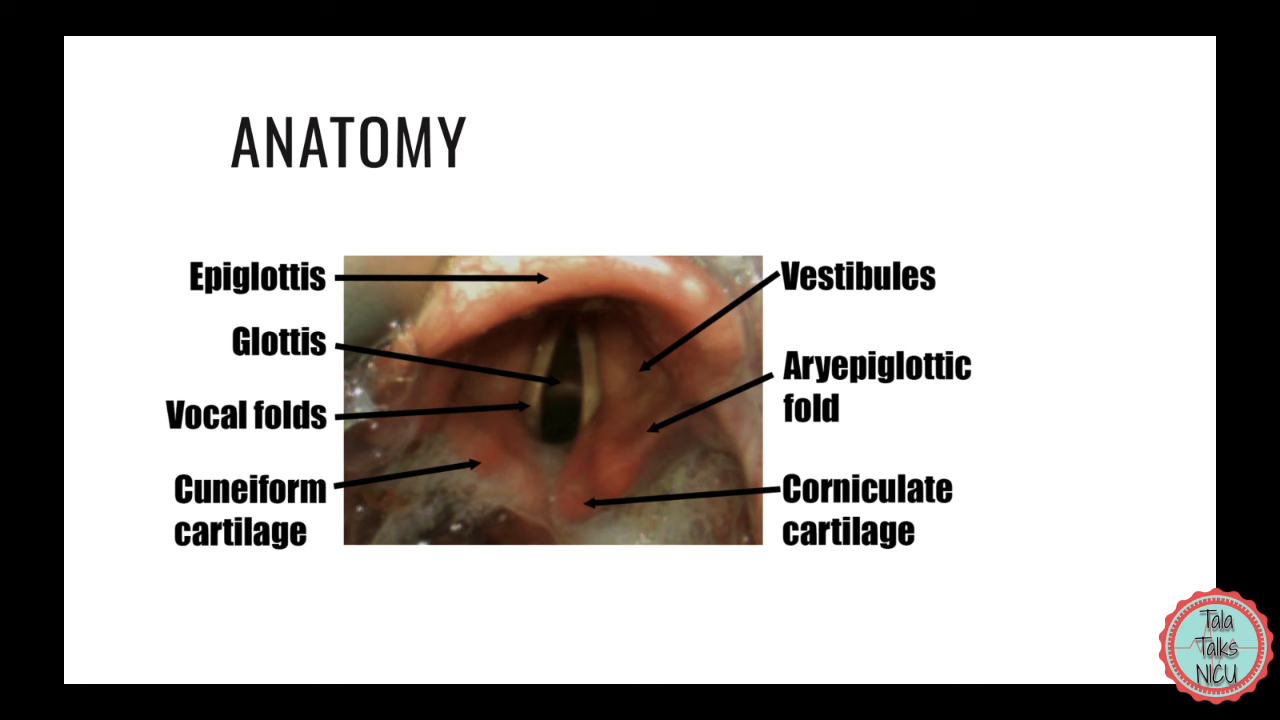 ANATOMY
Epiglottis
Glottis
Vocal folds
Cuneiform
cartilage
Vestibules
Aryepiglottic
fold
Corniculate
cartilage
Tala
Talks
NICU